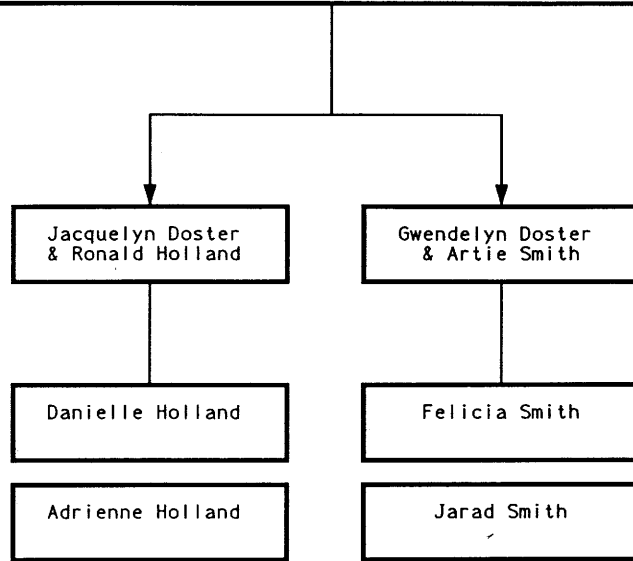 Jacquelyn Doster
& Ronald Holland
Gwendelyn Doster
& Artie Smith
Danielle Holland
Felicia Smith
Adrienne Holland
Jarad Smith